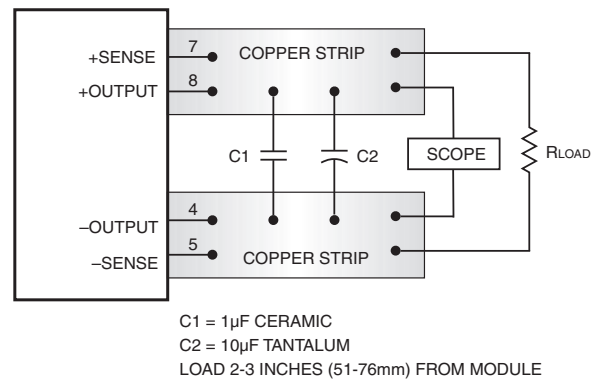 +SENSE
7
COPPER STRIP
+OUTPUT
8
C1
C2
SCOPE
RLOAD
–OUTPUT
4
–SENSE
5
COPPER STRIP
C1 = 1µF CERAMIC
C2 = 10µF TANTALUM
LOAD 2-3 INCHES (51-76mm) FROM MODULE